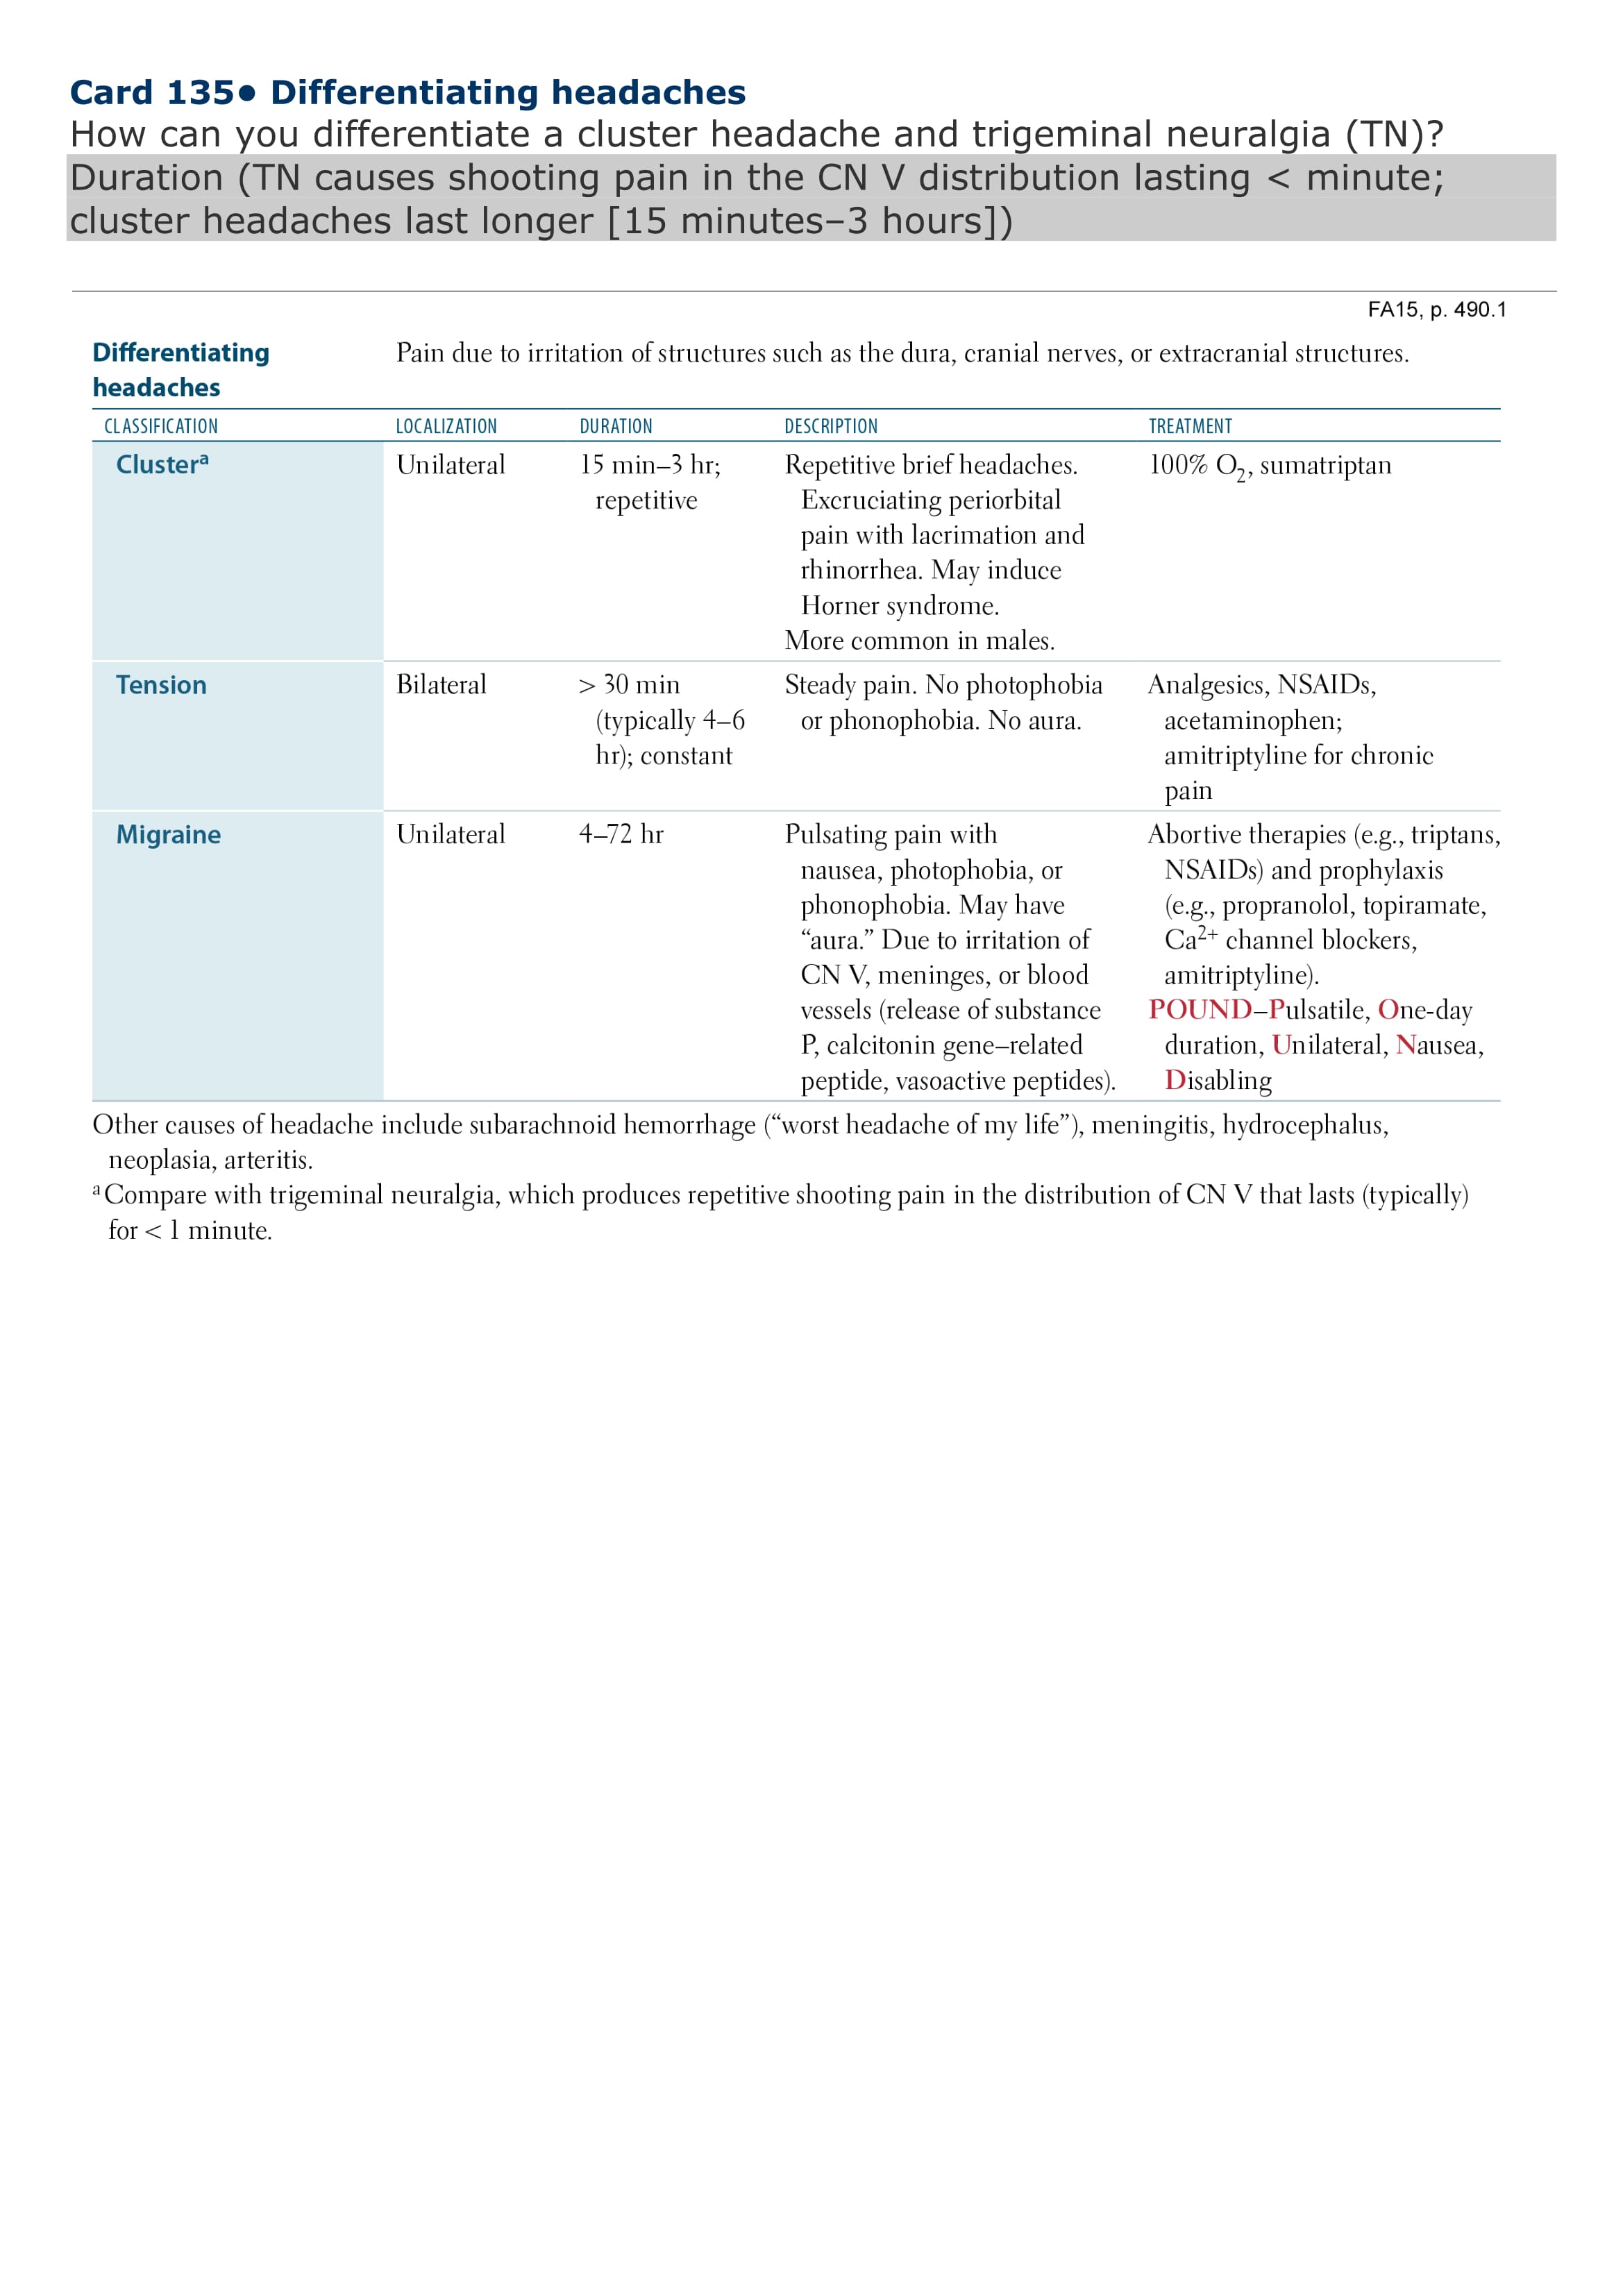 Card 135• Differentiating headaches
How can you differentiate a cluster headache and trigeminal neuralgia (TN)?
Duration (TN causes shooting pain in the CN V distribution lasting < minute;
cluster headaches last longer [15 minutes–3 hours])
FA15, p. 490.1
Differentiating
headaches
Pain due to irritation of structures such as the dura, cranial nerves, or extracranial structures.
CLASSIFICATION LOCALIZATION DURATION DESCRIPTION TREATMENT
Clusterᵃ Unilateral 15 min–3 hr; Repetitive brief headaches. 100% O₂, sumatriptan
repetitive Excruciating periorbital
pain with lacrimation and
rhinorrhea. May induce
Horner syndrome.
More common in males.
Tension Bilateral > 30 min Steady pain. No photophobia Analgesics, NSAIDs,
(typically 4–6 or phonophobia. No aura. acetaminophen;
hr); constant amitriptyline for chronic
pain
Migraine Unilateral 4–72 hr Pulsating pain with Abortive therapies (e.g., triptans,
nausea, photophobia, or NSAIDs) and prophylaxis
phonophobia. May have (e.g., propranolol, topiramate,
“aura.” Due to irritation of Ca²⁺ channel blockers,
CN V, meninges, or blood amitriptyline).
vessels (release of substance POUND–Pulsatile, One-day
P, calcitonin gene–related duration, Unilateral, Nausea,
peptide, vasoactive peptides). Disabling
Other causes of headache include subarachnoid hemorrhage (“worst headache of my life”), meningitis, hydrocephalus,
neoplasia, arteritis.
ᵃ Compare with trigeminal neuralgia, which produces repetitive shooting pain in the distribution of CN V that lasts (typically)
for < 1 minute.